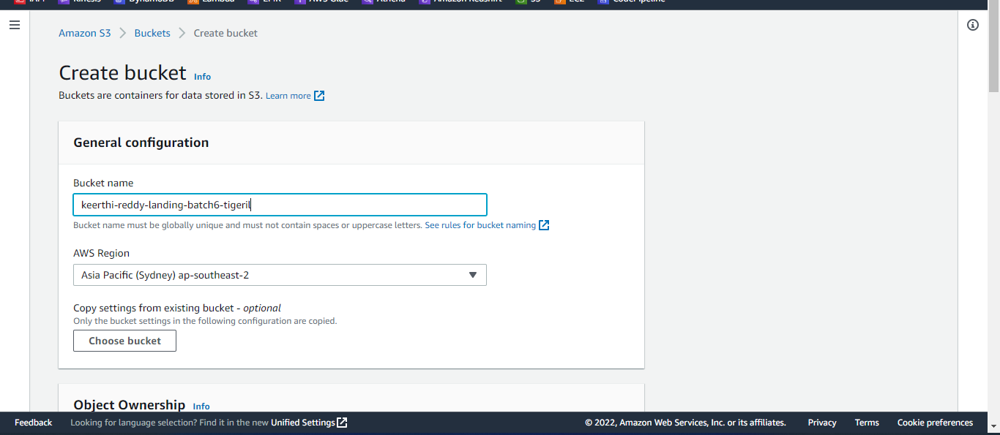 IAM Kinesis DynamoDB Lambda EMR AWS Glue Athena Amazon Redshift S3 EC2 CodePipeline
Amazon S3 Buckets Create bucket
Create bucket Info
Buckets are containers for data stored in S3. Learn more
General configuration
Bucket name
keerthi-reddy-landing-batch6-tigeril
Bucket name must be globally unique and must not contain spaces or uppercase letters. See rules for bucket naming
AWS Region
Asia Pacific (Sydney) ap-southeast-2
Copy settings from existing bucket - optional
Only the bucket settings in the following configuration are copied.
Choose bucket
Object Ownership Info
Feedback Looking for language selection? Find it in the new Unified Settings © 2022, Amazon Web Services, Inc. or its affiliates. Privacy Terms Cookie preferences